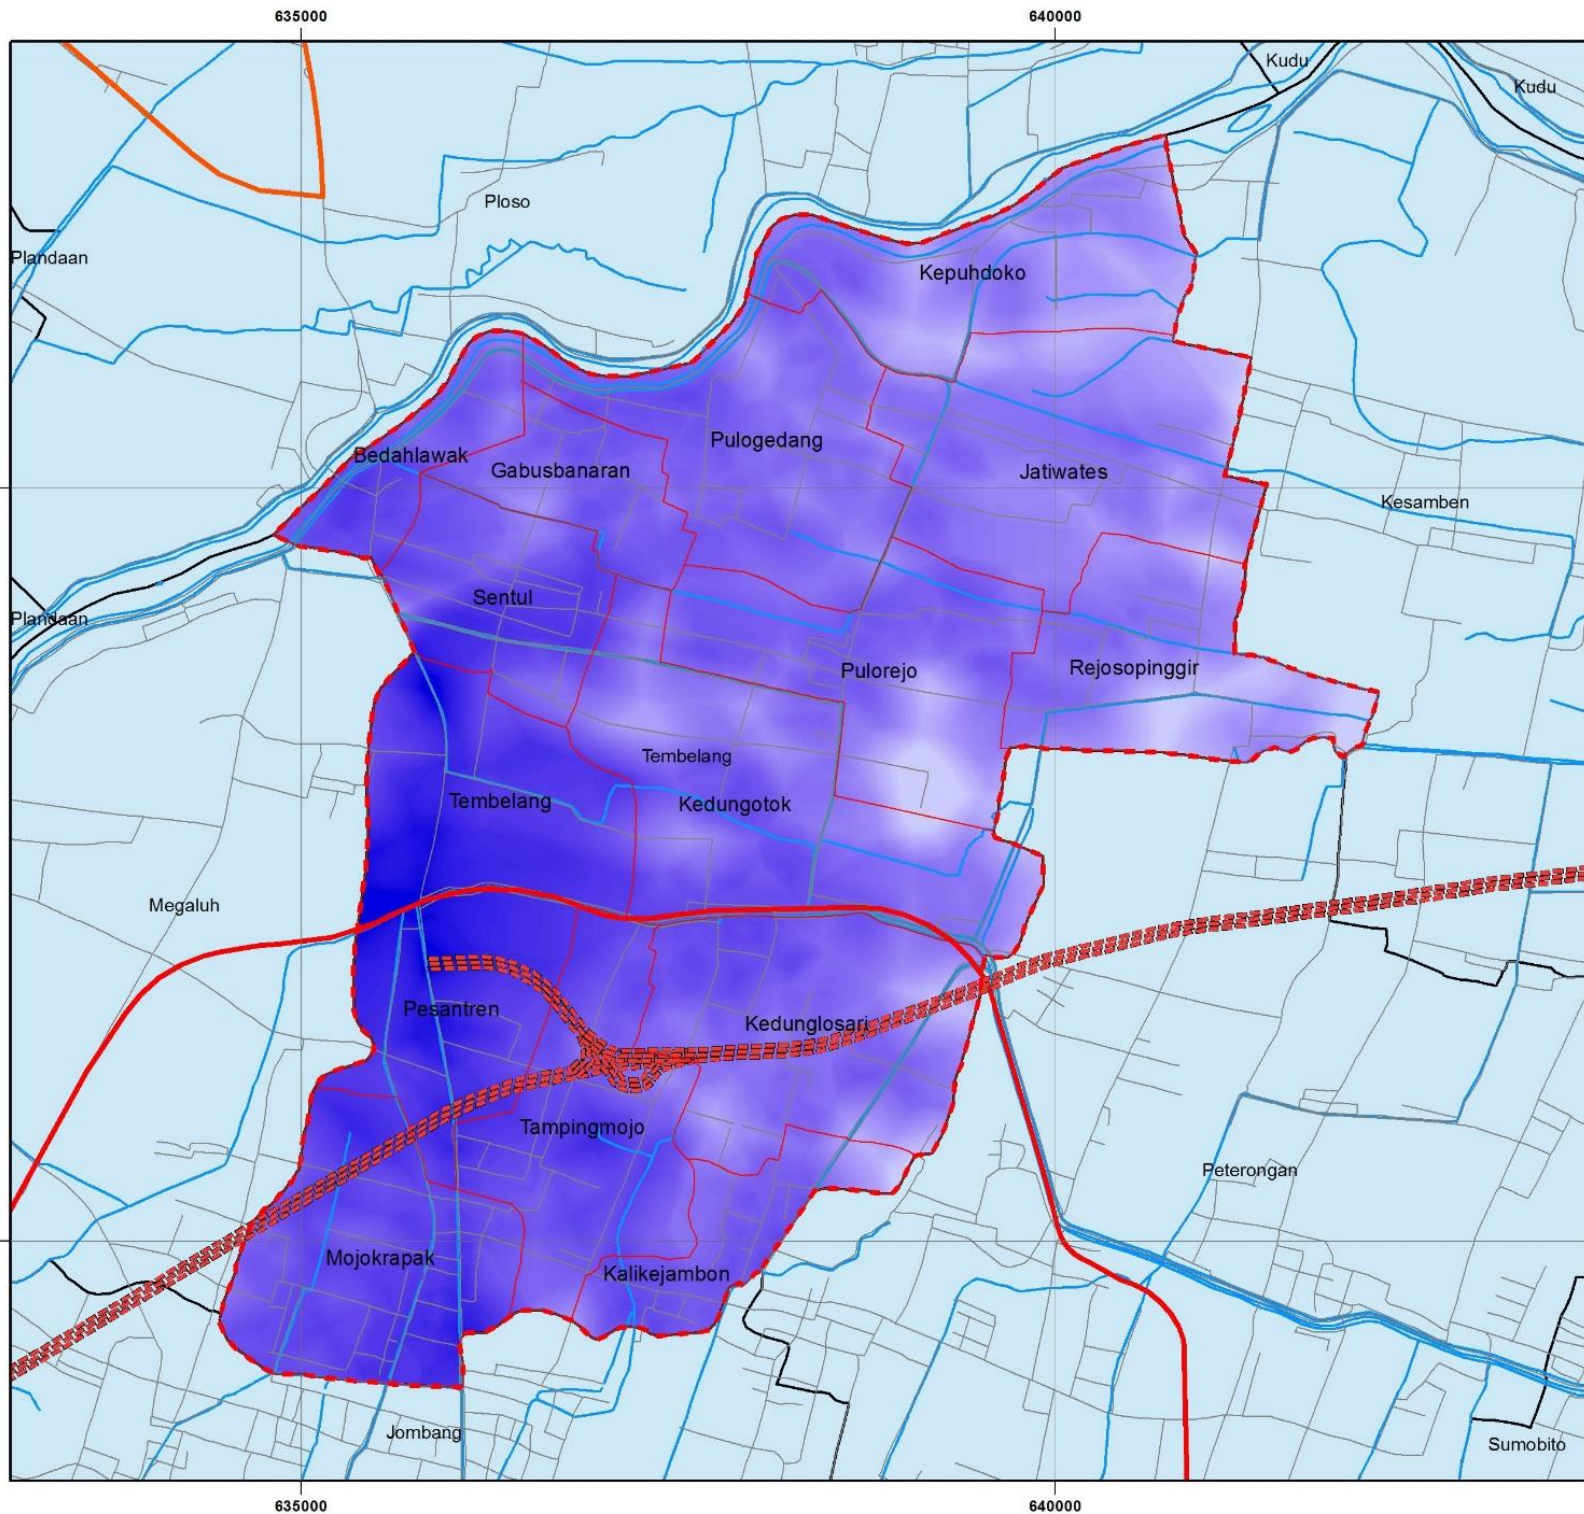 635000
640000
Kudu
Kudu
Ploso
Plandaan
Kepuhdoko
Pulogedang
Bedahlawak
Gabusbanaran
Jatiwates
Kesamben
Sentul
Plandaan
Pulorejo
Rejosopinggir
Tembelang
Tembelang
Kedungotok
Megaluh
Pesantren
Kedunglosari
Tampingmojo
Peterongan
Mojokrapak
Kalikejambon
Jombang
Sumobito
635000
640000